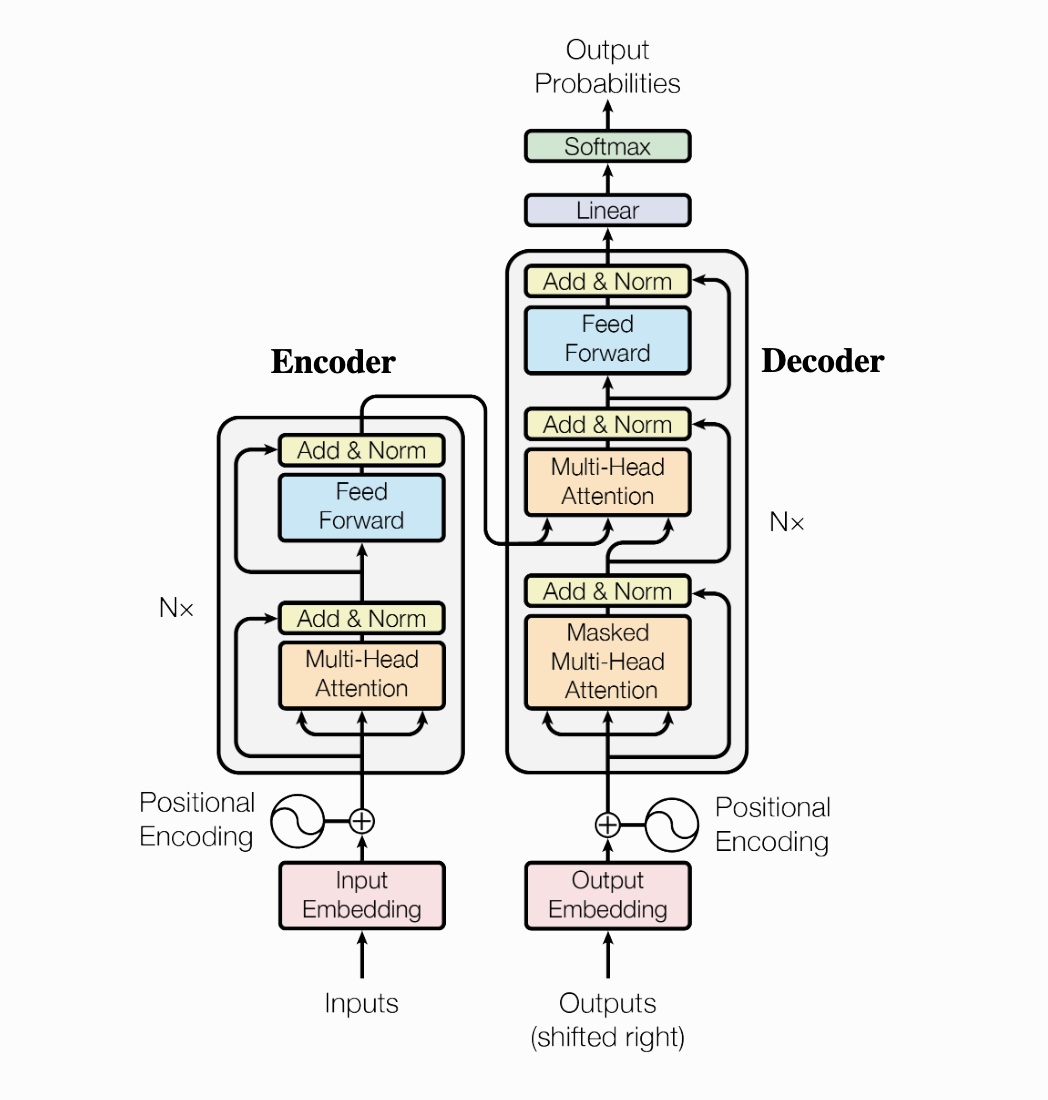 Output
Probabilities
Softmax
Linear
Add & Norm
Feed
Forward
Add & Norm
Multi-Head
Attention
Add & Norm
Masked
Multi-Head
Attention
Decoder
Nx
Encoder
Add & Norm
Feed
Forward
Add & Norm
Multi-Head
Attention
N×
Positional
Encoding
Input
Embedding
Inputs
Positional
Encoding
Output
Embedding
Outputs
(shifted right)